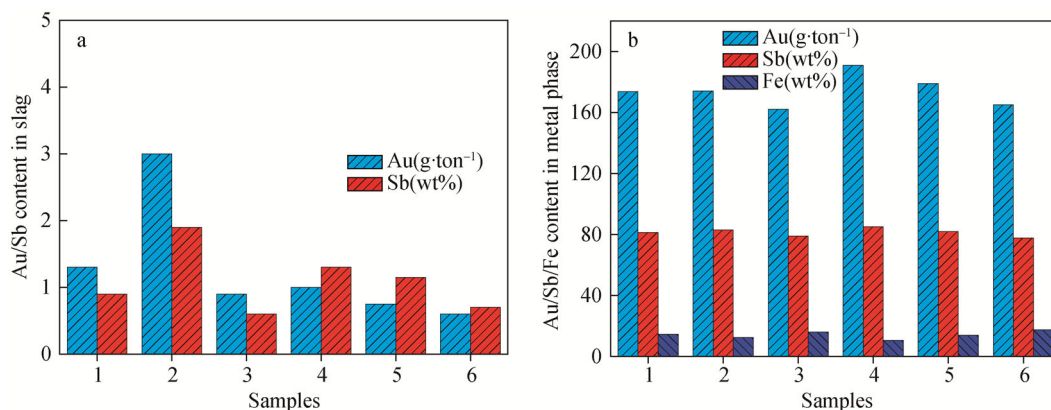 a
Au/Sb content in slag
5
4
3
2
1
0
Au(g·ton⁻¹)
Sb(wt%)
1 2 3 4 5 6
Samples
b
Au/Sb/Fe content in metal phase
200
160
120
80
40
0
Au(g·ton⁻¹)
Sb(wt%)
Fe(wt%)
1 2 3 4 5 6
Samples